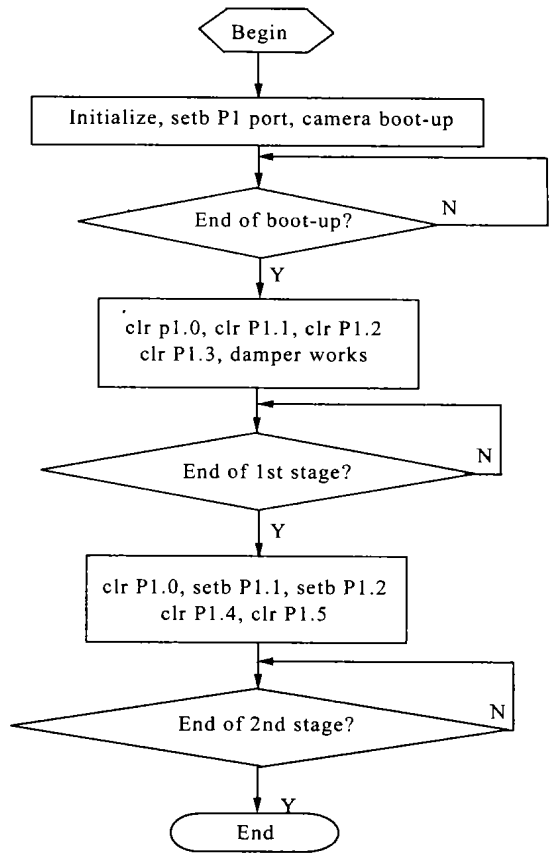 Begin
Initialize, setb P1 port, camera boot-up
End of boot-up?
N
Y
clr p1.0, clr P1.1, clr P1.2
clr P1.3, damper works
End of 1st stage?
N
Y
clr P1.0, setb P1.1, setb P1.2
clr P1.4, clr P1.5
End of 2nd stage?
N
Y
End